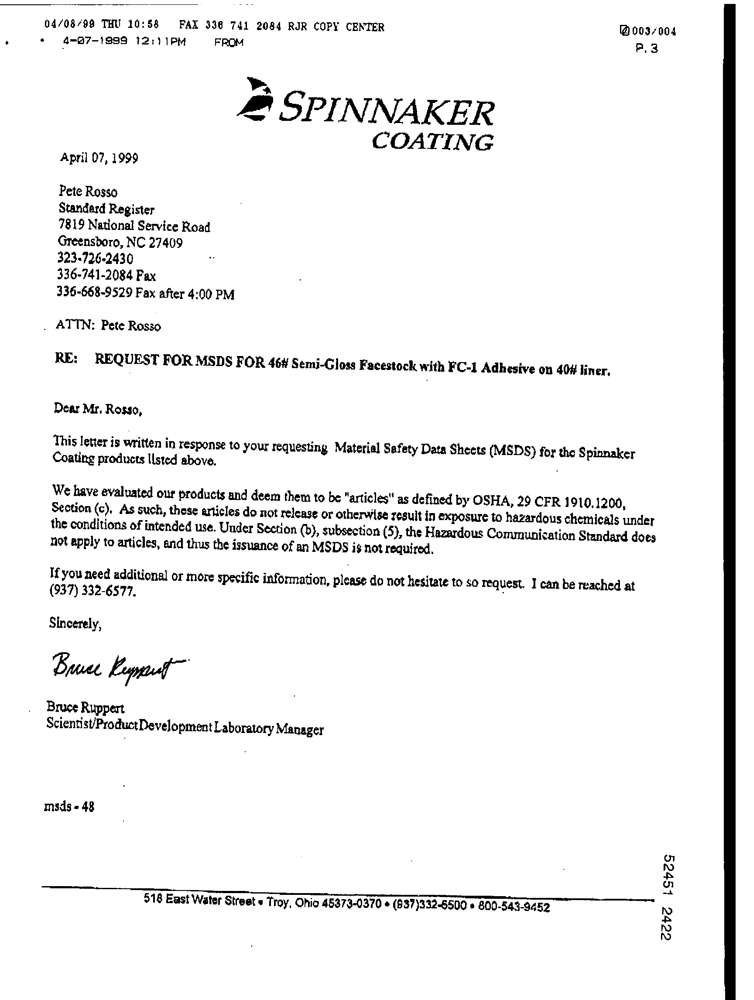 04/08/99 THU 10:58 FAX 336 741 2084 RJR COPY CENTER
003/004
4-07-1999 12:11PM FROM
P.3
SPINNAKER
COATING
April 07, 1999
Pete Rosso
Standard Register
7819 National Service Road
Greensboro, NC 27409
323-726-2430
336-741-2084 Fax
336-668-9529 Fax after 4:00 PM
ATTN: Pete Rosso
RE: REQUEST FOR MSDS FOR 46# Semi-Gloss Facestock with FC-1 Adhesive on 40# liner.
Dear Mr. Rosso,
This letter is written in response to your requesting Material Safety Data Sheets (MSDS) for the Spinnaker
Coating products listed above.
We have evaluated our products and deem them to be "articles" as defined by OSHA, 29 CFR 1910.1200,
Section (c). As such, these articles do not release or otherwise result in exposure to hazardous chemicals under
the conditions of intended use. Under Section (b), subsection (5), the Hazardous Communication Standard does
not apply to articles, and thus the issuance of an MSDS is not required.
If you need additional or more specific information, please do not hesitate to so request. I can be reached at
(937) 332-6577.
Sincerely,
Bruce Ruppert
Bruce Ruppert
Scientist/Product Development Laboratory Manager
msds - 48
518 East Water Street • Troy, Ohio 45373-0370 • (937)332-6500 • 800-543-9452
52451 2422